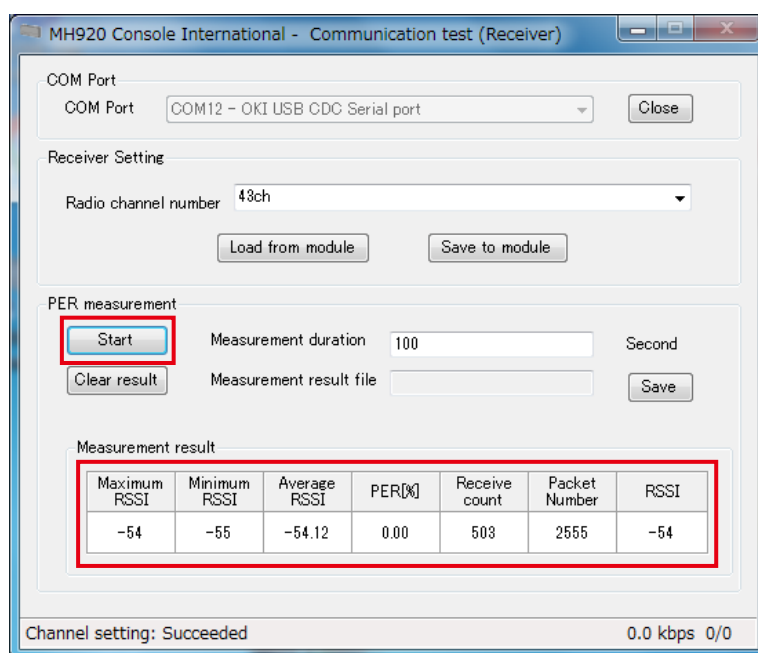 MH920 Console International - Communication test (Receiver)
COM Port
COM Port COM12 - OKI USB CDC Serial port Close
Receiver Setting
Radio channel number 43ch
Load from module Save to module
PER measurement
Start Measurement duration 100 Second
Clear result Measurement result file Save
Measurement result
Maximum RSSI Minimum RSSI Average RSSI PER[%] Receive count Packet Number RSSI
-54 -55 -54.12 0.00 503 2555 -54
Channel setting: Succeeded 0.0 kbps 0/0